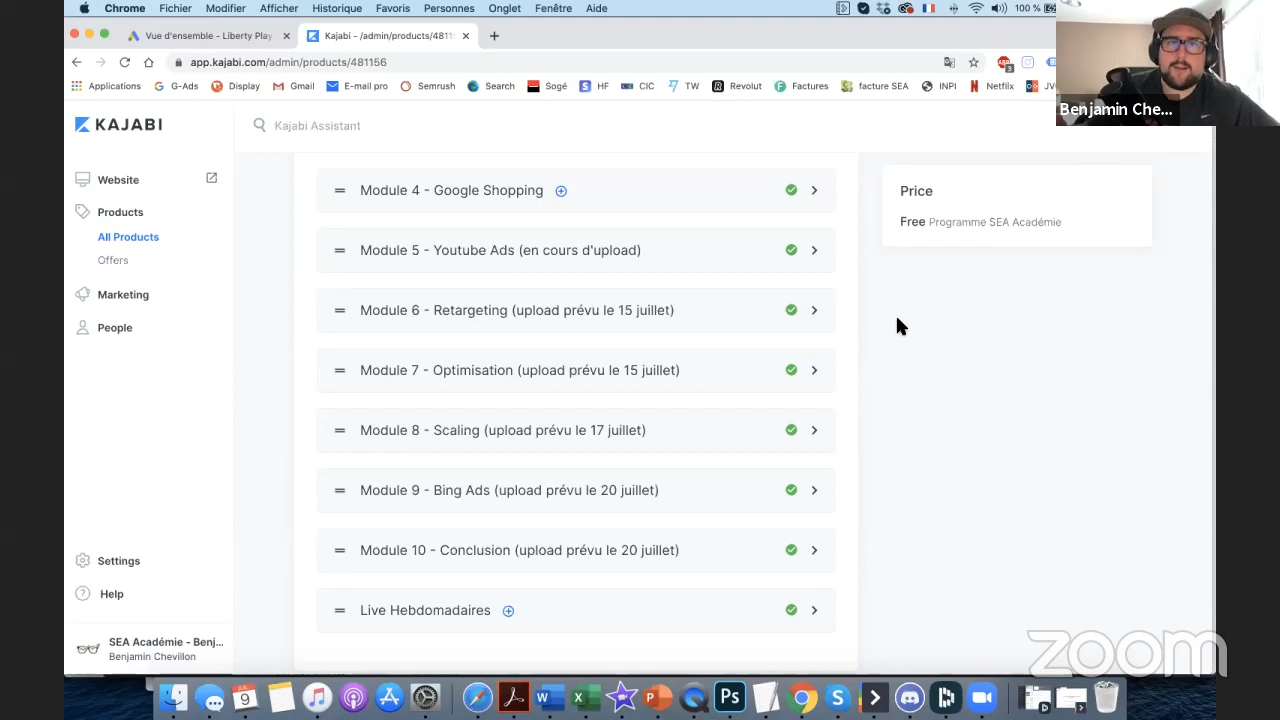 Chrome Fichier Modifier Afficher Historique Favoris Personnes Onglet Fenêtre Aide 100 %
Vue d'ensemble - Liberty Play
Kajabi - /admin/products/4811
app.kajabi.com/admin/products/481156
Applications G-Ads Display Gmail E-mail pro Semrush Search Sogé HF CIC TW Revolut Factures facture SEA INPI Netflix JV
Benjamin Che...
KAJABI
Kajabi Assistant
Website
Products
All Products
Offers
Marketing
People
Settings
Help
SEA Académie - Benj...
Benjamin Chevillon
Module 4 - Google Shopping
Module 5 - Youtube Ads (en cours d'upload)
Module 6 - Retargeting (upload prévu le 15 juillet)
Module 7 - Optimisation (upload prévu le 15 juillet)
Module 8 - Scaling (upload prévu le 17 juillet)
Module 9 - Bing Ads (upload prévu le 20 juillet)
Module 10 - Conclusion (upload prévu le 20 juillet)
Live Hebdomadaires
Price
Free Programme SEA Académie
zoom
9
Ps